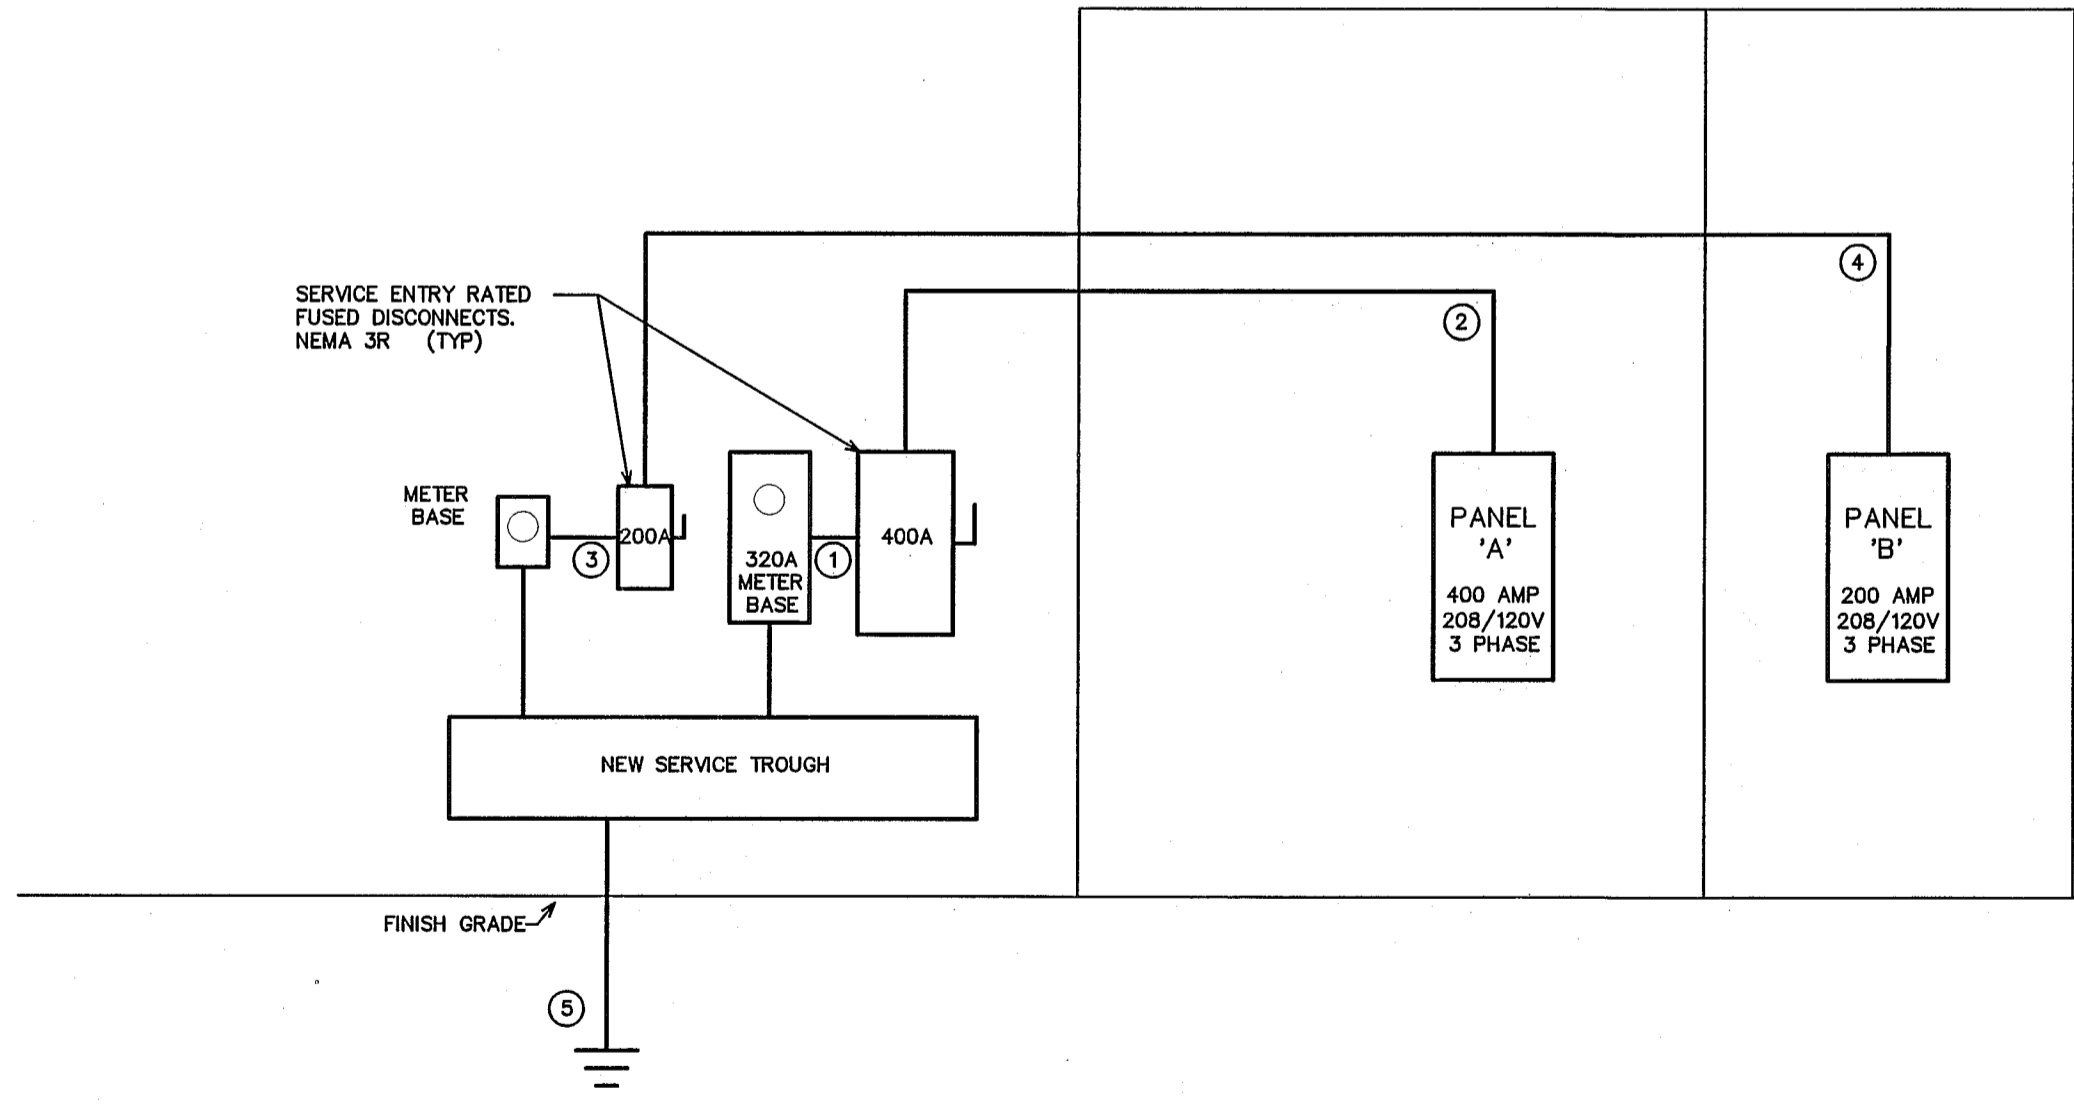 4
SERVICE ENTRY RATED
FUSED DISCONNECTS.
NEMA 3R (TYP)
2
METER
BASE
200A
3
320A
METER
BASE
1
400A
PANEL
'A'
400 AMP
208/120V
3 PHASE
PANEL
'B'
200 AMP
208/120V
3 PHASE
NEW SERVICE TROUGH
FINISH GRADE
5